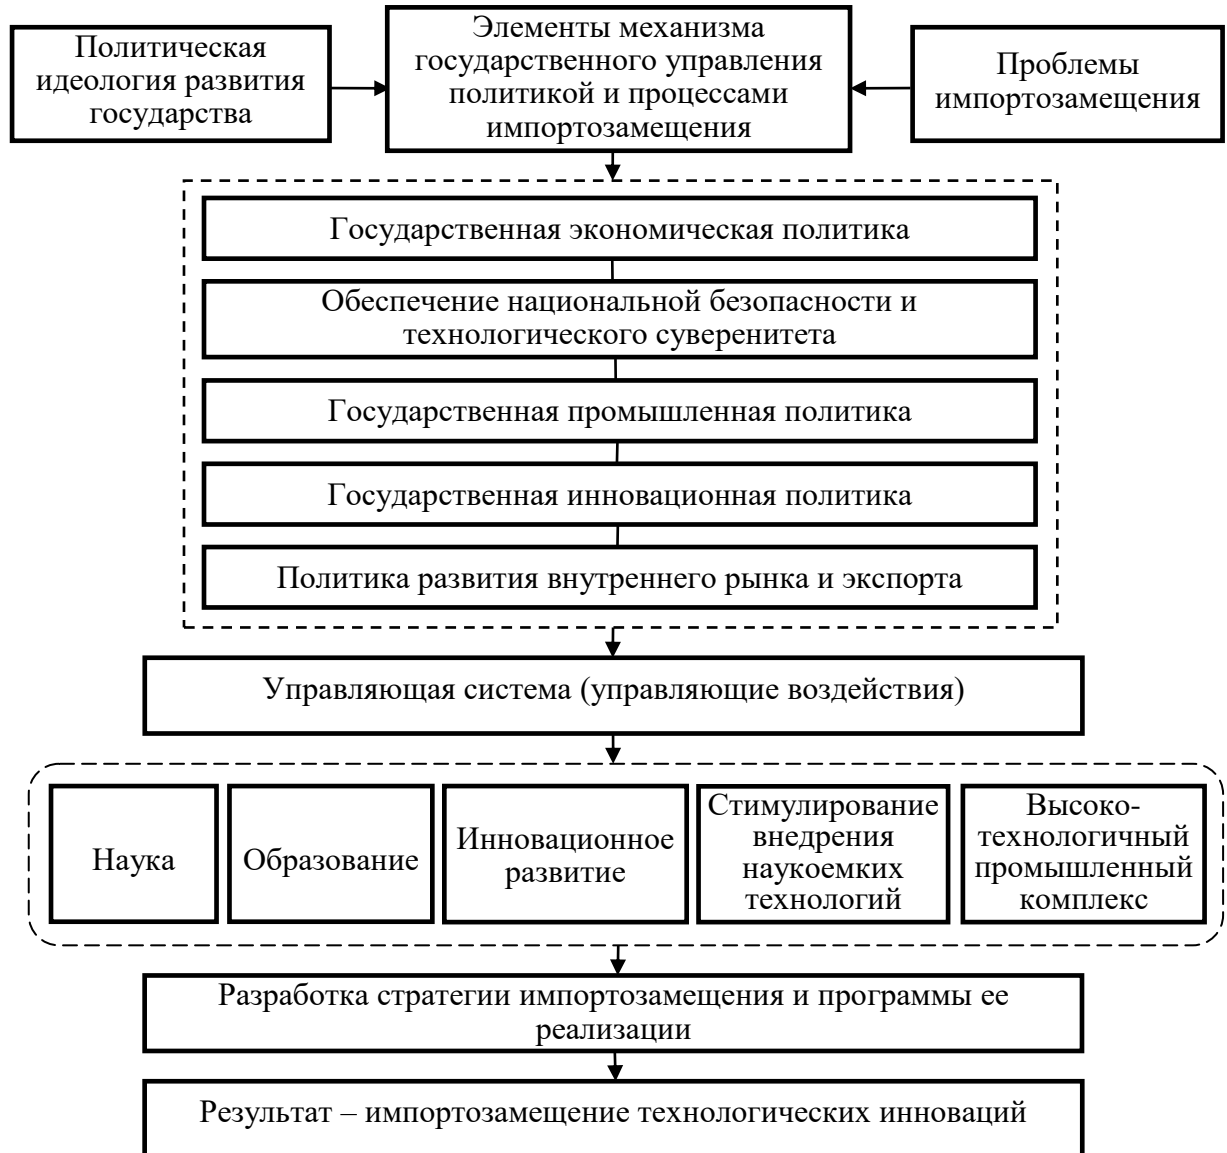 Политическая
идеология развития
государства
Элементы механизма
государственного управления
политикой и процессами
импортозамещения
Проблемы
импортозамещения
Государственная экономическая политика
Обеспечение национальной безопасности и
технологического суверенитета
Государственная промышленная политика
Государственная инновационная политика
Политика развития внутреннего рынка и экспорта
Управляющая система (управляющие воздействия)
Наука
Образование
Инновационное
развитие
Стимулирование
внедрения
наукоемких
технологий
Высоко-
технологичный
промышленный
комплекс
Разработка стратегии импортозамещения и программы ее
реализации
Результат – импортозамещение технологических инноваций